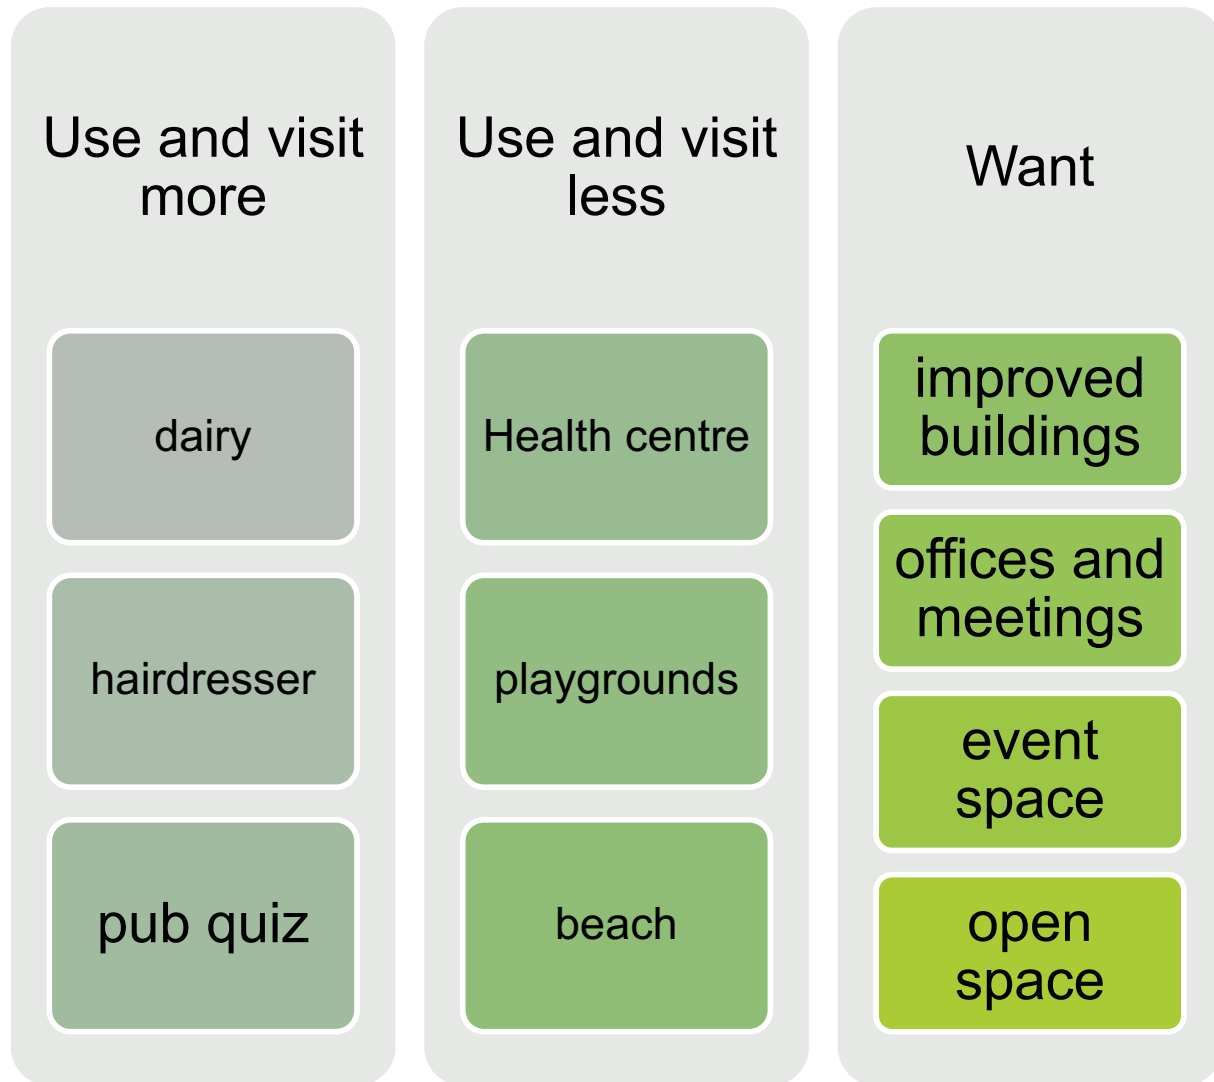 Use and visit
more
dairy
hairdresser
pub quiz
Use and visit
less
Health centre
playgrounds
beach
Want
improved
buildings
offices and
meetings
event
space
open
space